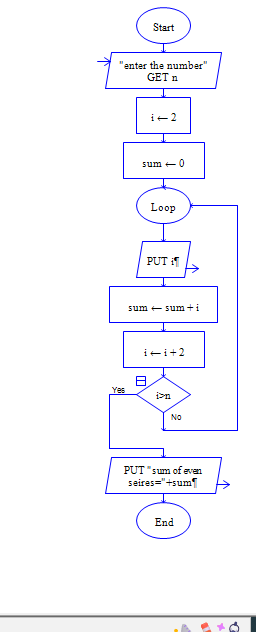 Start
"enter the number"
GET n
i ← 2
sum ← 0
Loop
PUT i¶
sum ← sum + i
i ← i + 2
Yes
i>n
No
PUT "sum of even
seires="+sum¶
End